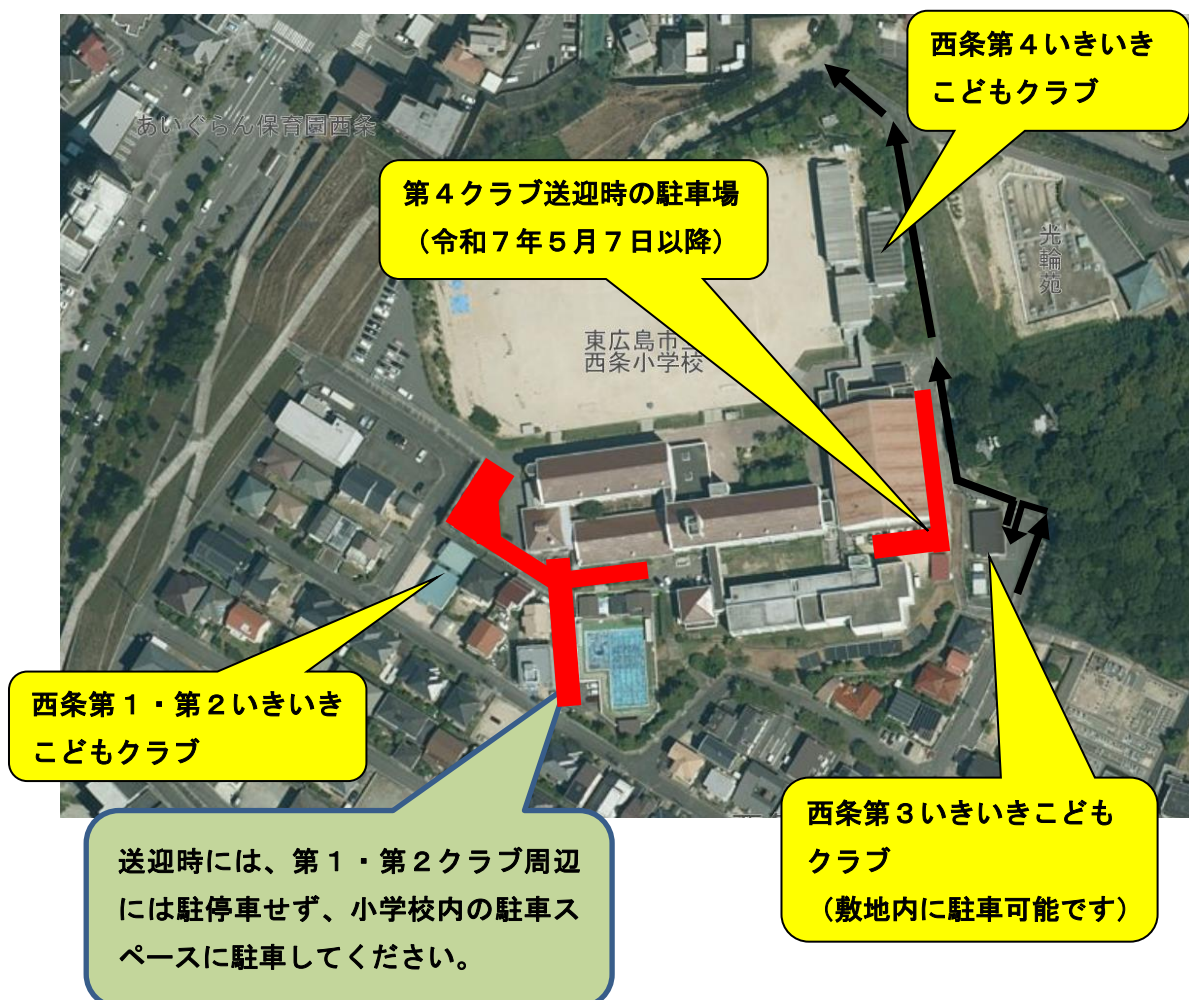 西条第４いきいき
こどもクラブ
あいぐらん保育園西条
第４クラブ送迎時の駐車場
（令和７年５月７日以降）
光輪苑
東広島市立
西条小学校
西条第１・第２いきいき
こどもクラブ
西条第３いきいきこども
クラブ
（敷地内に駐車可能です）
送迎時には、第１・第２クラブ周辺
には駐停車せず、小学校内の駐車ス
ペースに駐車してください。